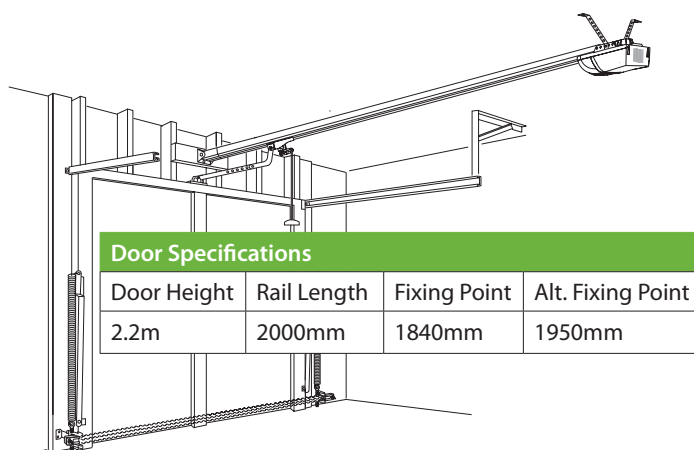 Door Specifications
Door Height Rail Length Fixing Point Alt. Fixing Point
2.2m 2000mm 1840mm 1950mm